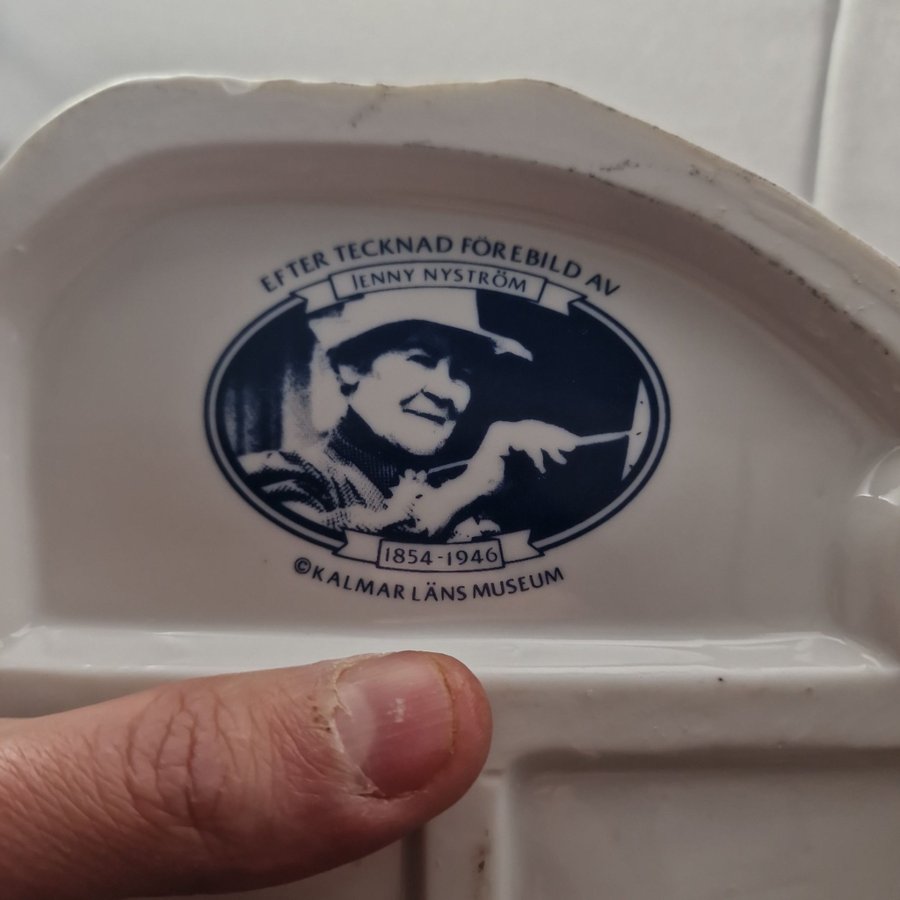 EFTER TECKNAD FÖREBILD AV
JENNY NYSTRÖM
1854-1946
©KALMAR LÄNS MUSEUM